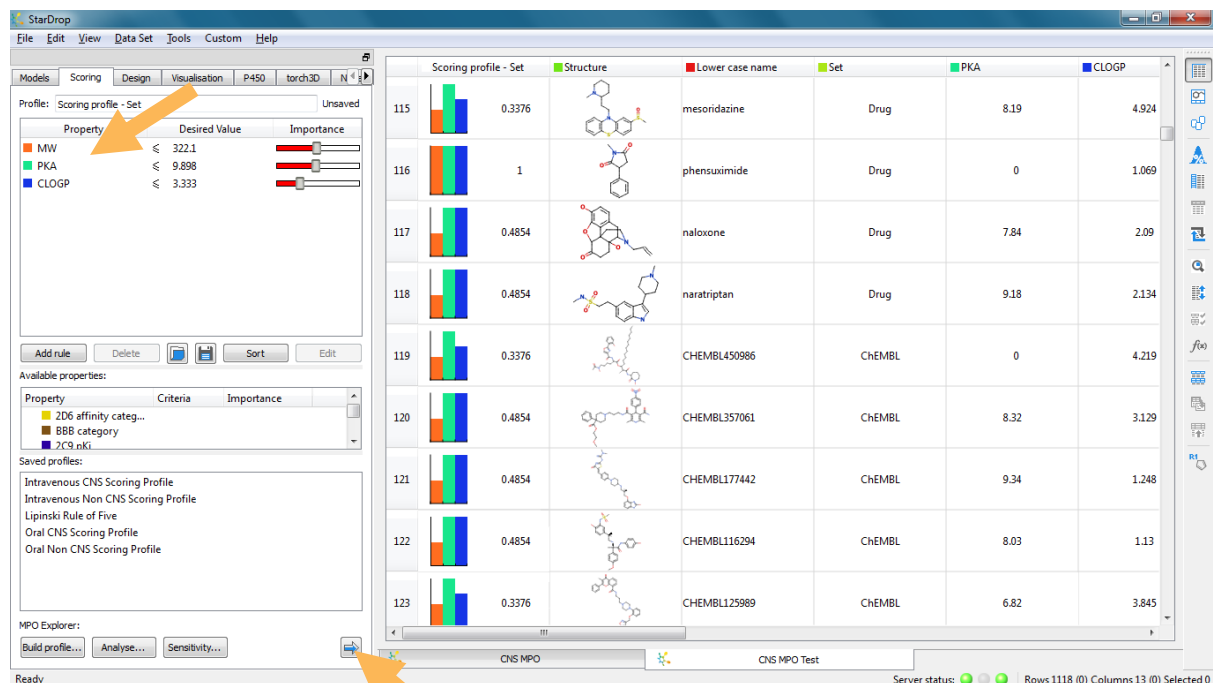 StarDrop
File Edit View Data Set Tools Custom Help
Models Scoring Design Visualisation P450 torch3D
Profile: Scoring profile - Set Unsaved
Property Desired Value Importance
MW ≤ 322.1
PKA ≤ 9.898
CLOGP ≤ 3.333
Add rule Delete Sort Edit
Available properties:
Property Criteria Importance
2D6 affinity categ...
BBB category
2C9 pKi
Saved profiles:
Intravenous CNS Scoring Profile
Intravenous Non CNS Scoring Profile
Lipinski Rule of Five
Oral CNS Scoring Profile
Oral Non CNS Scoring Profile
MPO Explorer:
Build profile... Analyse... Sensitivity...
Scoring profile - Set Structure Lower case name Set PKA CLOGP
115 0.3376 mesoridazine Drug 8.19 4.924
116 1 phensuximide Drug 0 1.069
117 0.4854 naloxone Drug 7.84 2.09
118 0.4854 naratriptan Drug 9.18 2.134
119 0.3376 CHEMBL450986 ChEMBL 0 4.219
120 0.4854 CHEMBL357061 ChEMBL 8.32 3.129
121 0.4854 CHEMBL177442 ChEMBL 9.34 1.248
122 0.4854 CHEMBL116294 ChEMBL 8.03 1.13
123 0.3376 CHEMBL125989 ChEMBL 6.82 3.845
CNS MPO CNS MPO Test
f(x)
R1
Ready Server status: Rows 1118 (0) Columns 13 (0) Selected 0